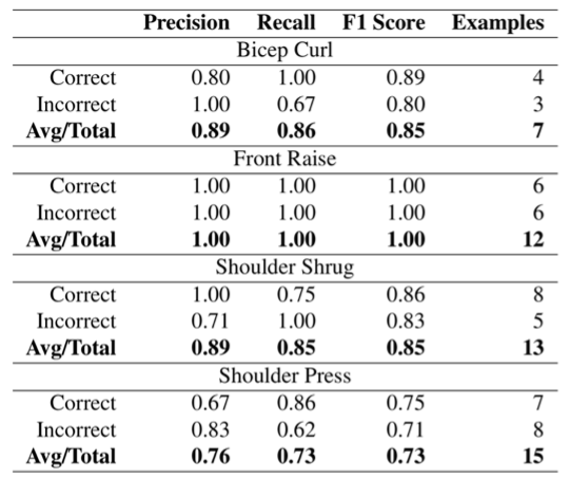 Precision Recall F1 Score Examples
Bicep Curl
Correct 0.80 1.00 0.89 4
Incorrect 1.00 0.67 0.80 3
Avg/Total 0.89 0.86 0.85 7
Front Raise
Correct 1.00 1.00 1.00 6
Incorrect 1.00 1.00 1.00 6
Avg/Total 1.00 1.00 1.00 12
Shoulder Shrug
Correct 1.00 0.75 0.86 8
Incorrect 0.71 1.00 0.83 5
Avg/Total 0.89 0.85 0.85 13
Shoulder Press
Correct 0.67 0.86 0.75 7
Incorrect 0.83 0.62 0.71 8
Avg/Total 0.76 0.73 0.73 15